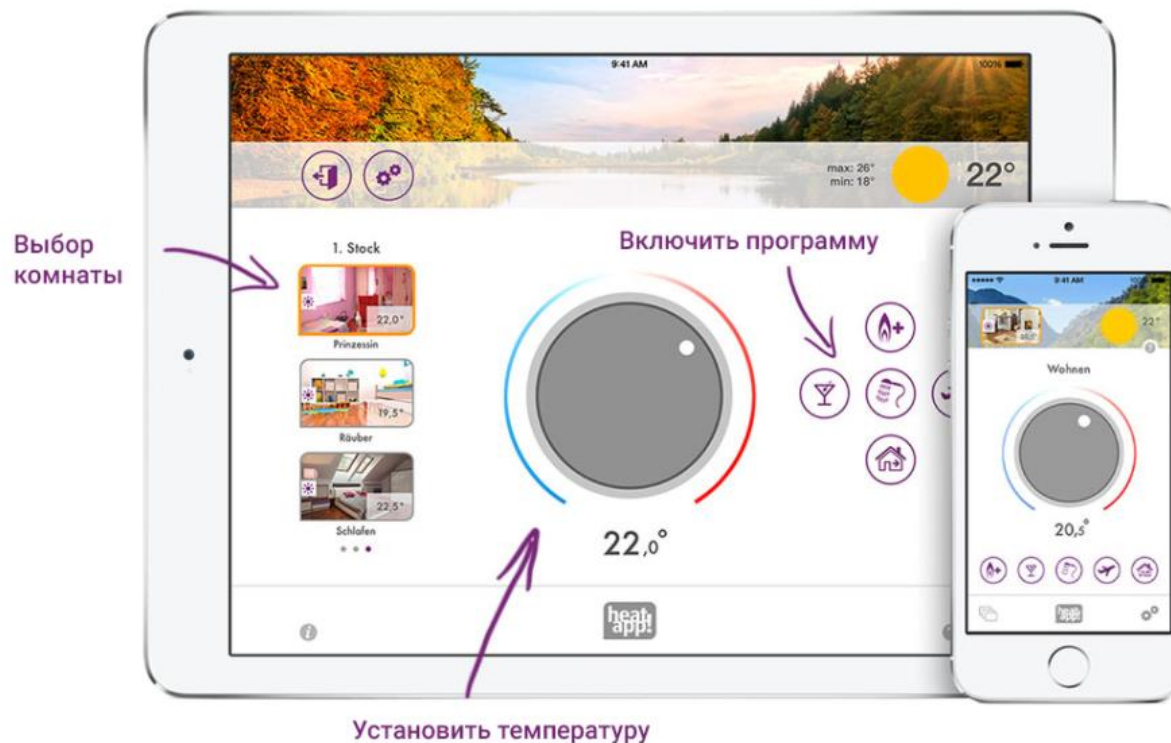 9:41 AM
100%
max: 26°
min: 18°
22°
Выбор
комнаты
1. Stock
22,0°
Prinzessin
19,5°
Räuber
22,5°
Schlafen
Включить программу
22,0°
heat
app!
Установить температуру
9:41 AM
22°
Wohnen
20,5°
heat
app!